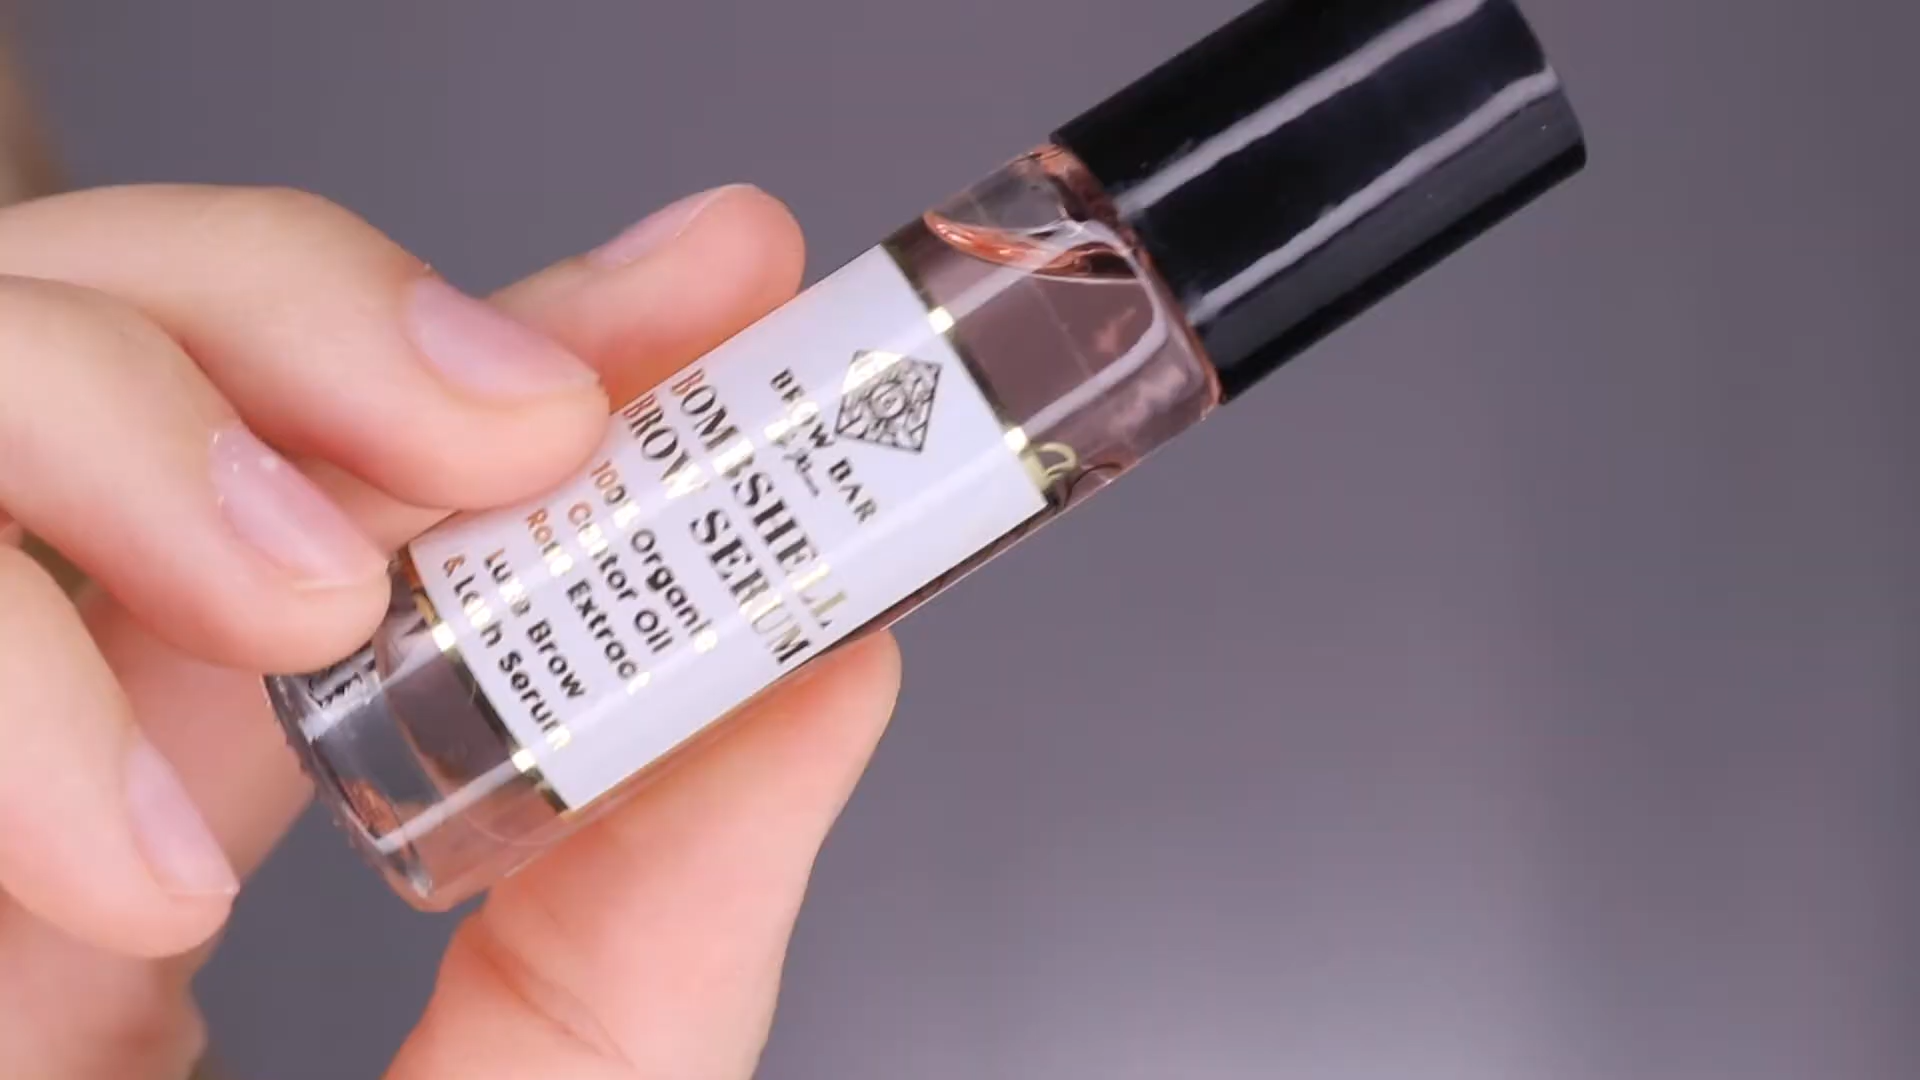 BROW BAR
BOMBSHELL
BROW SERUM
100% Organic
Castor Oil
Rose Extract
Luxe Brow
& Lash Serum